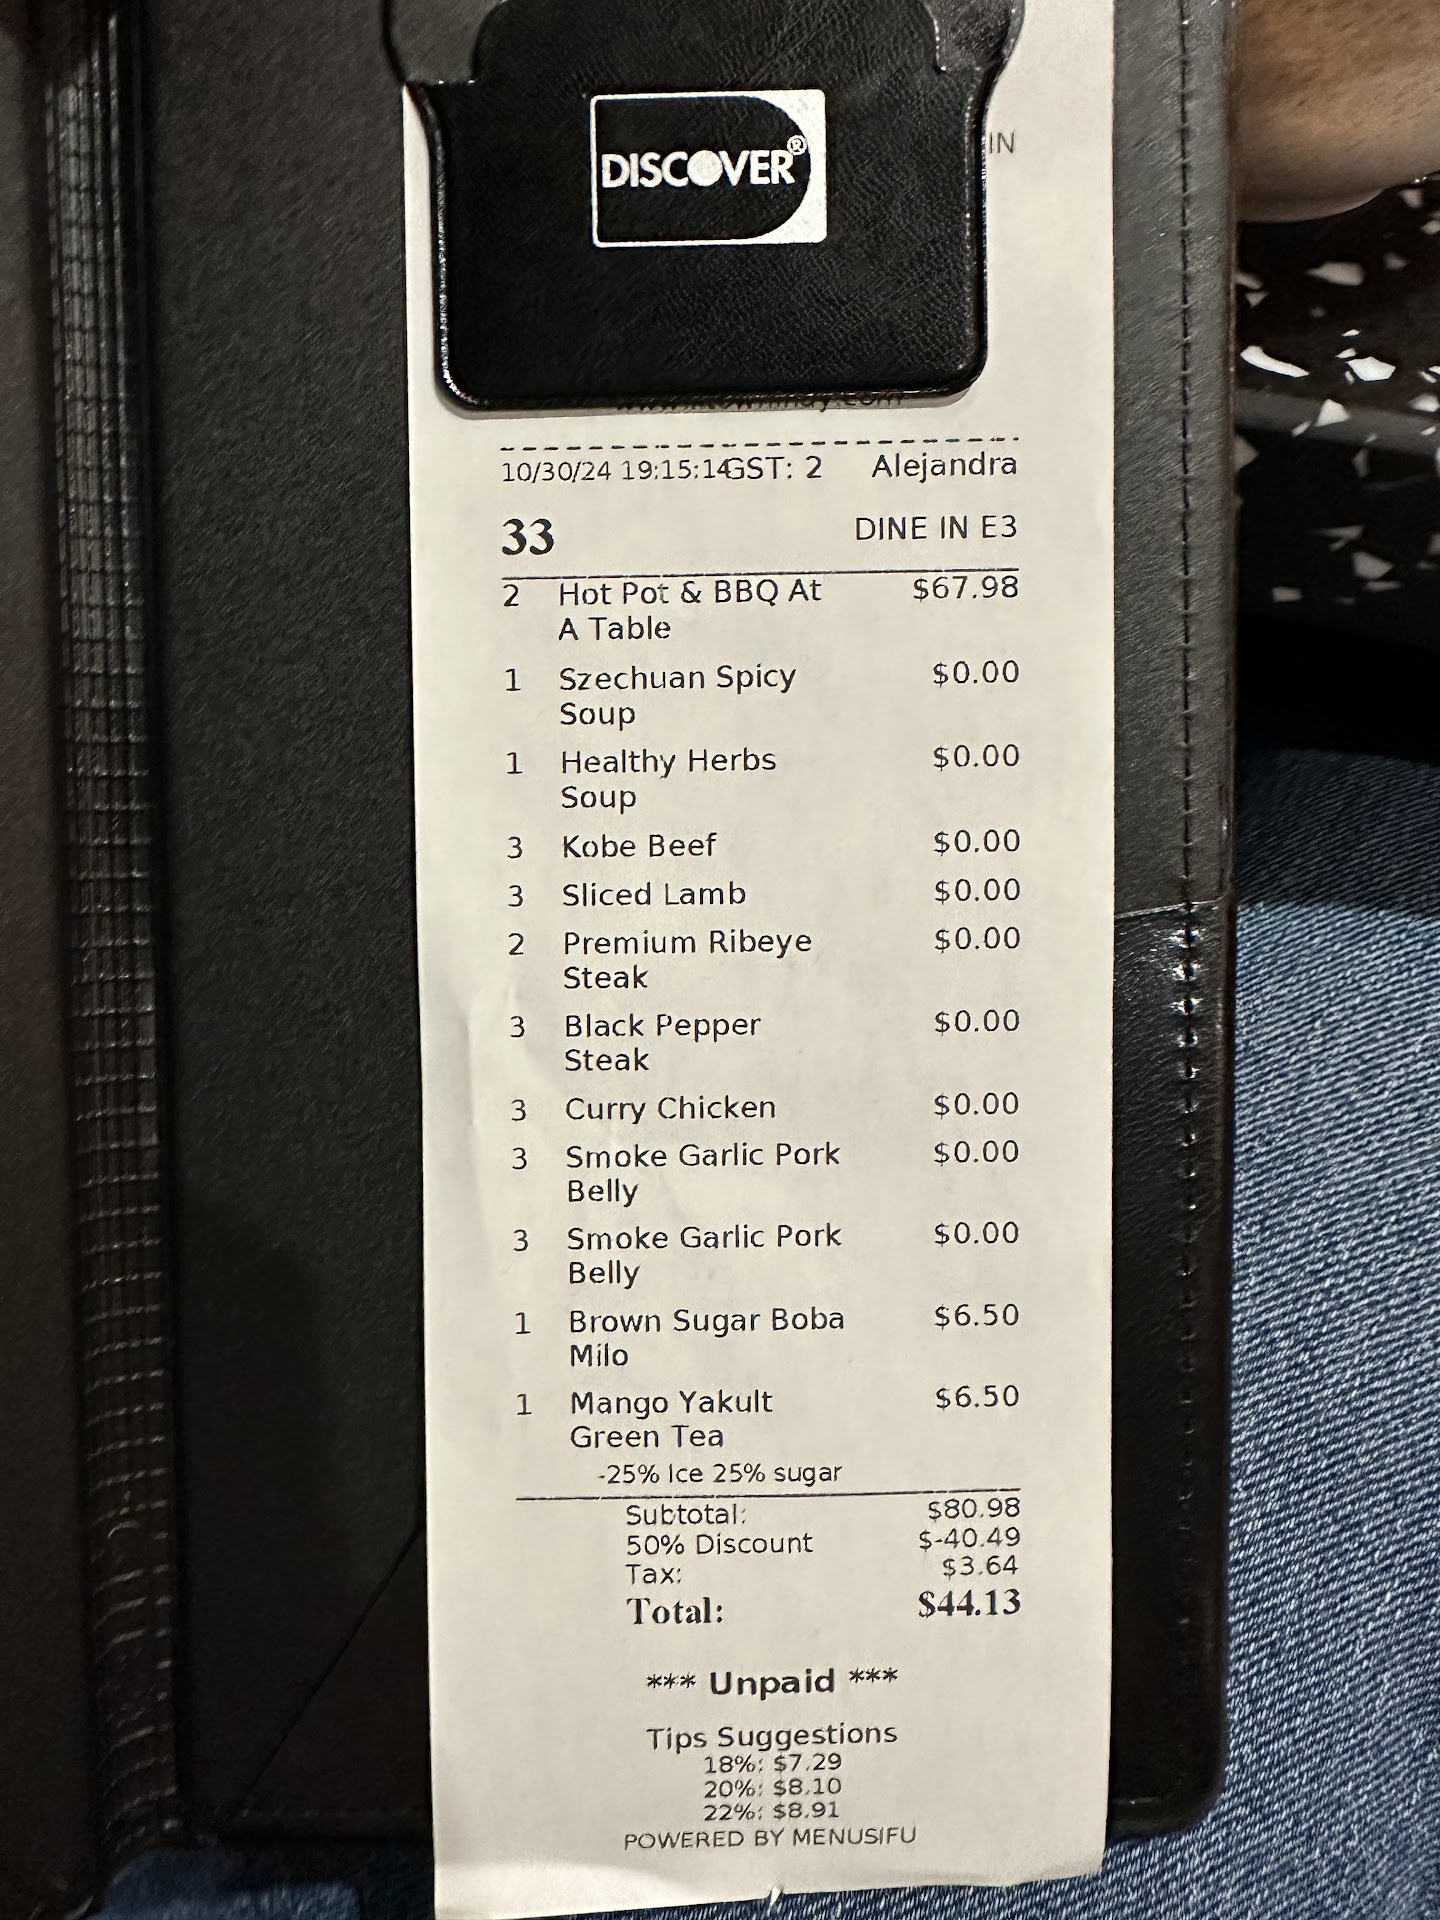 DISCOVER®
IN
10/30/24 19:15:14 GST: 2 Alejandra
33 DINE IN E3
2 Hot Pot & BBQ At $67.98
A Table
1 Szechuan Spicy $0.00
Soup
1 Healthy Herbs $0.00
Soup
3 Kobe Beef $0.00
3 Sliced Lamb $0.00
2 Premium Ribeye $0.00
Steak
3 Black Pepper $0.00
Steak
3 Curry Chicken $0.00
3 Smoke Garlic Pork $0.00
Belly
3 Smoke Garlic Pork $0.00
Belly
1 Brown Sugar Boba $6.50
Milo
1 Mango Yakult $6.50
Green Tea
-25% Ice 25% sugar
Subtotal: $80.98
50% Discount $-40.49
Tax: $3.64
Total: $44.13
*** Unpaid ***
Tips Suggestions
18%: $7.29
20%: $8.10
22%: $8.91
POWERED BY MENUSIFU